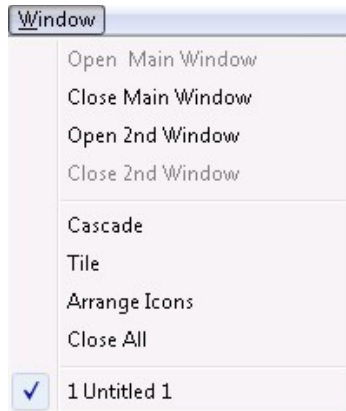 Window
Open  Main Window
Close Main Window
Open 2nd Window
Close 2nd Window
Cascade
Tile
Arrange Icons
Close All
1 Untitled 1